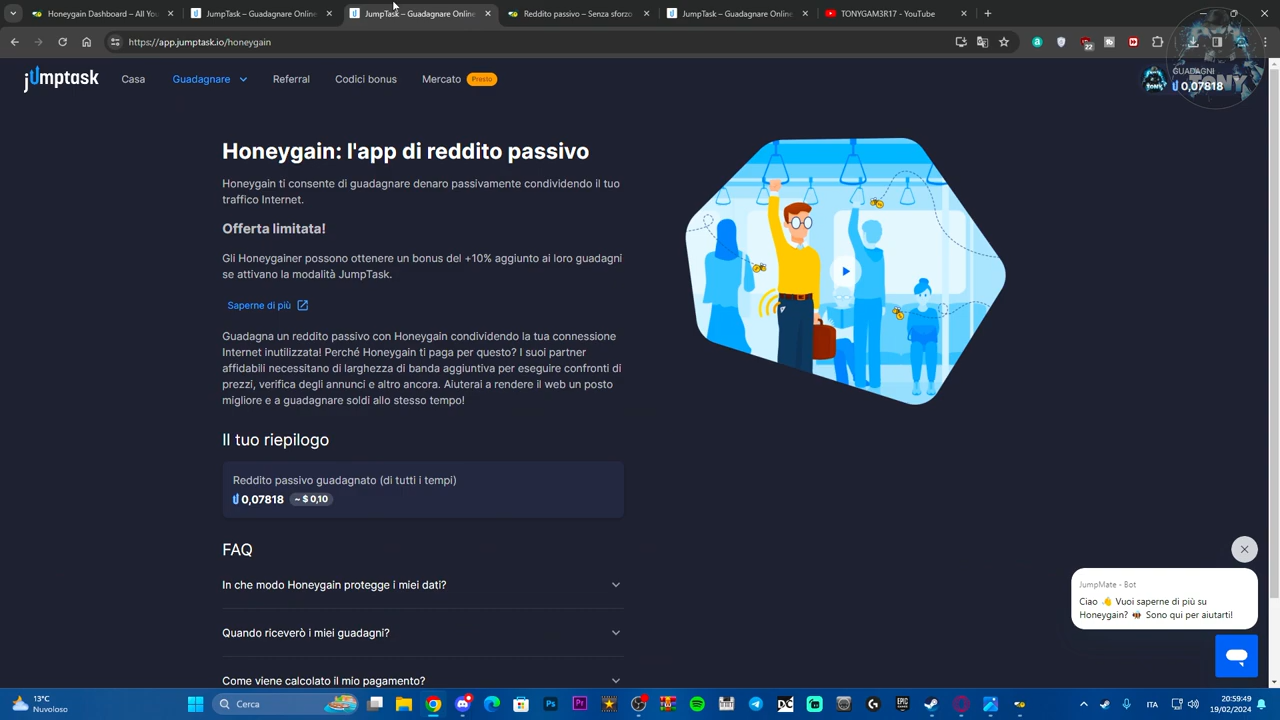 Honeygain Dashboard – All You
JumpTask – Guadagnare Online
JumpTask – Guadagnare Online
Reddito passivo – Senza sforzo
JumpTask – Guadagnare Online
TONYGAM3R17 - YouTube
https://app.jumptask.io/honeygain
22
jumptask
Casa
Guadagnare
Referral
Codici bonus
Mercato
Presto
GUADAGNI
0,07818
TONY
Honeygain: l'app di reddito passivo
Honeygain ti consente di guadagnare denaro passivamente condividendo il tuo
traffico Internet.
Offerta limitata!
Gli Honeygainer possono ottenere un bonus del +10% aggiunto ai loro guadagni
se attivano la modalità JumpTask.
Saperne di più
Guadagna un reddito passivo con Honeygain condividendo la tua connessione
Internet inutilizzata! Perché Honeygain ti paga per questo? I suoi partner
affidabili necessitano di larghezza di banda aggiuntiva per eseguire confronti di
prezzi, verifica degli annunci e altro ancora. Aiuterai a rendere il web un posto
migliore e a guadagnare soldi allo stesso tempo!
Il tuo riepilogo
Reddito passivo guadagnato (di tutti i tempi)
0,07818 ~ $ 0,10
FAQ
In che modo Honeygain protegge i miei dati?
Quando riceverò i miei guadagni?
Come viene calcolato il mio pagamento?
JumpMate - Bot
Ciao 👋 Vuoi saperne di più su
Honeygain? 🐝 Sono qui per aiutarti!
13°C
Nuvoloso
Cerca
ITA
20:59:49
19/02/2024